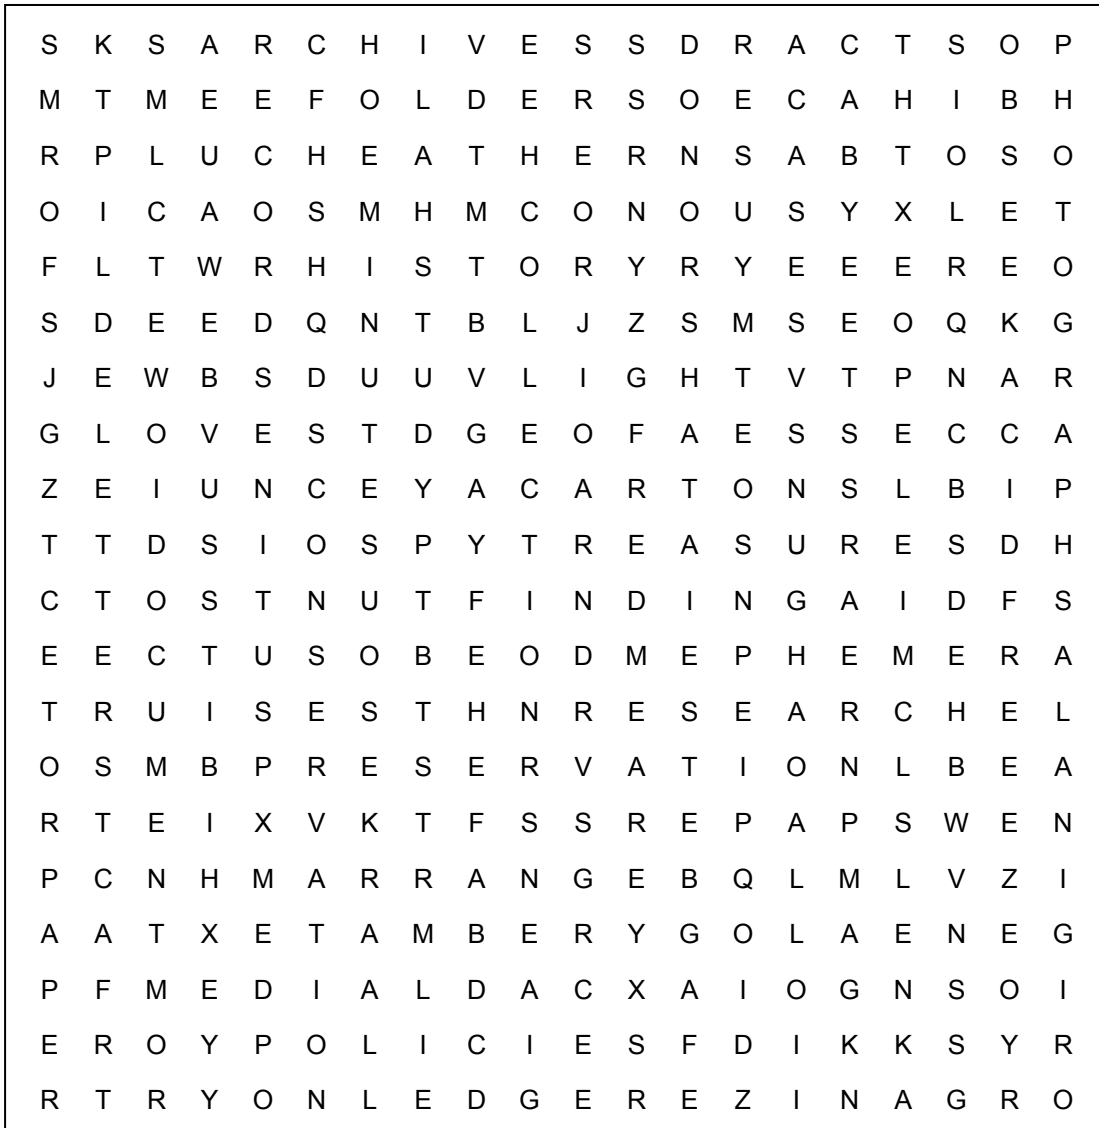 S K S A R C H I V E S S D R A C T S O P
M T M E E F O L D E R S O E C A H I B H
R P L U C H E A T H E R N S A B T O S O
O I C A O S M H M C O N O U S Y X L E T
F L T W R H I S T O R Y R Y E E E R E O
S D E E D Q N T B L J Z S M S E O Q K G
J E W B S D U U V L I G H T V T P N A R
G L O V E S T D G E O F A E S S E C C A
Z E I U N C E Y A C A R T O N S L B I P
T T D S I O S P Y T R E A S U R E S D H
C T O S T N U T F I N D I N G A I D F S
E E C T U S O B E O D M E P H E M E R A
T R U I S E S T H N R E S E A R C H E L
O S M B P R E S E R V A T I O N L B E A
R T E I X V K T F S S R E P A P S W E N
P C N H M A R R A N G E B Q L M L V Z I
A A T X E T A M B E R Y G O L A E N E G
P F M E D I A L D A C X A I O G N S O I
E R O Y P O L I C I E S F D I K K S Y R
R T R Y O N L E D G E R E Z I N A G R O